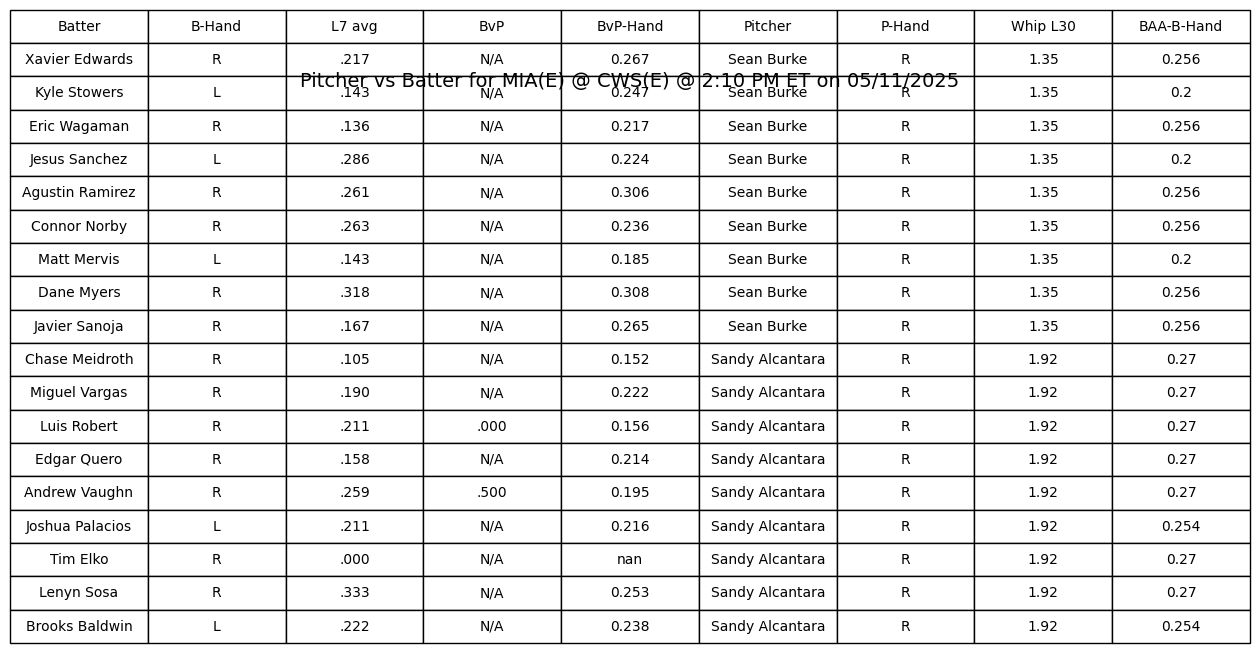 Batter B-Hand L7 avg BvP BvP-Hand Pitcher P-Hand Whip L30 BAA-B-Hand
Xavier Edwards R .217 N/A 0.267 Sean Burke R 1.35 0.256
Pitcher vs Batter for MIA(E) @ CWS(E) @ 2:10 PM ET on 05/11/2025
Kyle Stowers L .143 N/A 0.247 Sean Burke R 1.35 0.2
Eric Wagaman R .136 N/A 0.217 Sean Burke R 1.35 0.256
Jesus Sanchez L .286 N/A 0.224 Sean Burke R 1.35 0.2
Agustin Ramirez R .261 N/A 0.306 Sean Burke R 1.35 0.256
Connor Norby R .263 N/A 0.236 Sean Burke R 1.35 0.256
Matt Mervis L .143 N/A 0.185 Sean Burke R 1.35 0.2
Dane Myers R .318 N/A 0.308 Sean Burke R 1.35 0.256
Javier Sanoja R .167 N/A 0.265 Sean Burke R 1.35 0.256
Chase Meidroth R .105 N/A 0.152 Sandy Alcantara R 1.92 0.27
Miguel Vargas R .190 N/A 0.222 Sandy Alcantara R 1.92 0.27
Luis Robert R .211 .000 0.156 Sandy Alcantara R 1.92 0.27
Edgar Quero R .158 N/A 0.214 Sandy Alcantara R 1.92 0.27
Andrew Vaughn R .259 .500 0.195 Sandy Alcantara R 1.92 0.27
Joshua Palacios L .211 N/A 0.216 Sandy Alcantara R 1.92 0.254
Tim Elko R .000 N/A nan Sandy Alcantara R 1.92 0.27
Lenyn Sosa R .333 N/A 0.253 Sandy Alcantara R 1.92 0.27
Brooks Baldwin L .222 N/A 0.238 Sandy Alcantara R 1.92 0.254